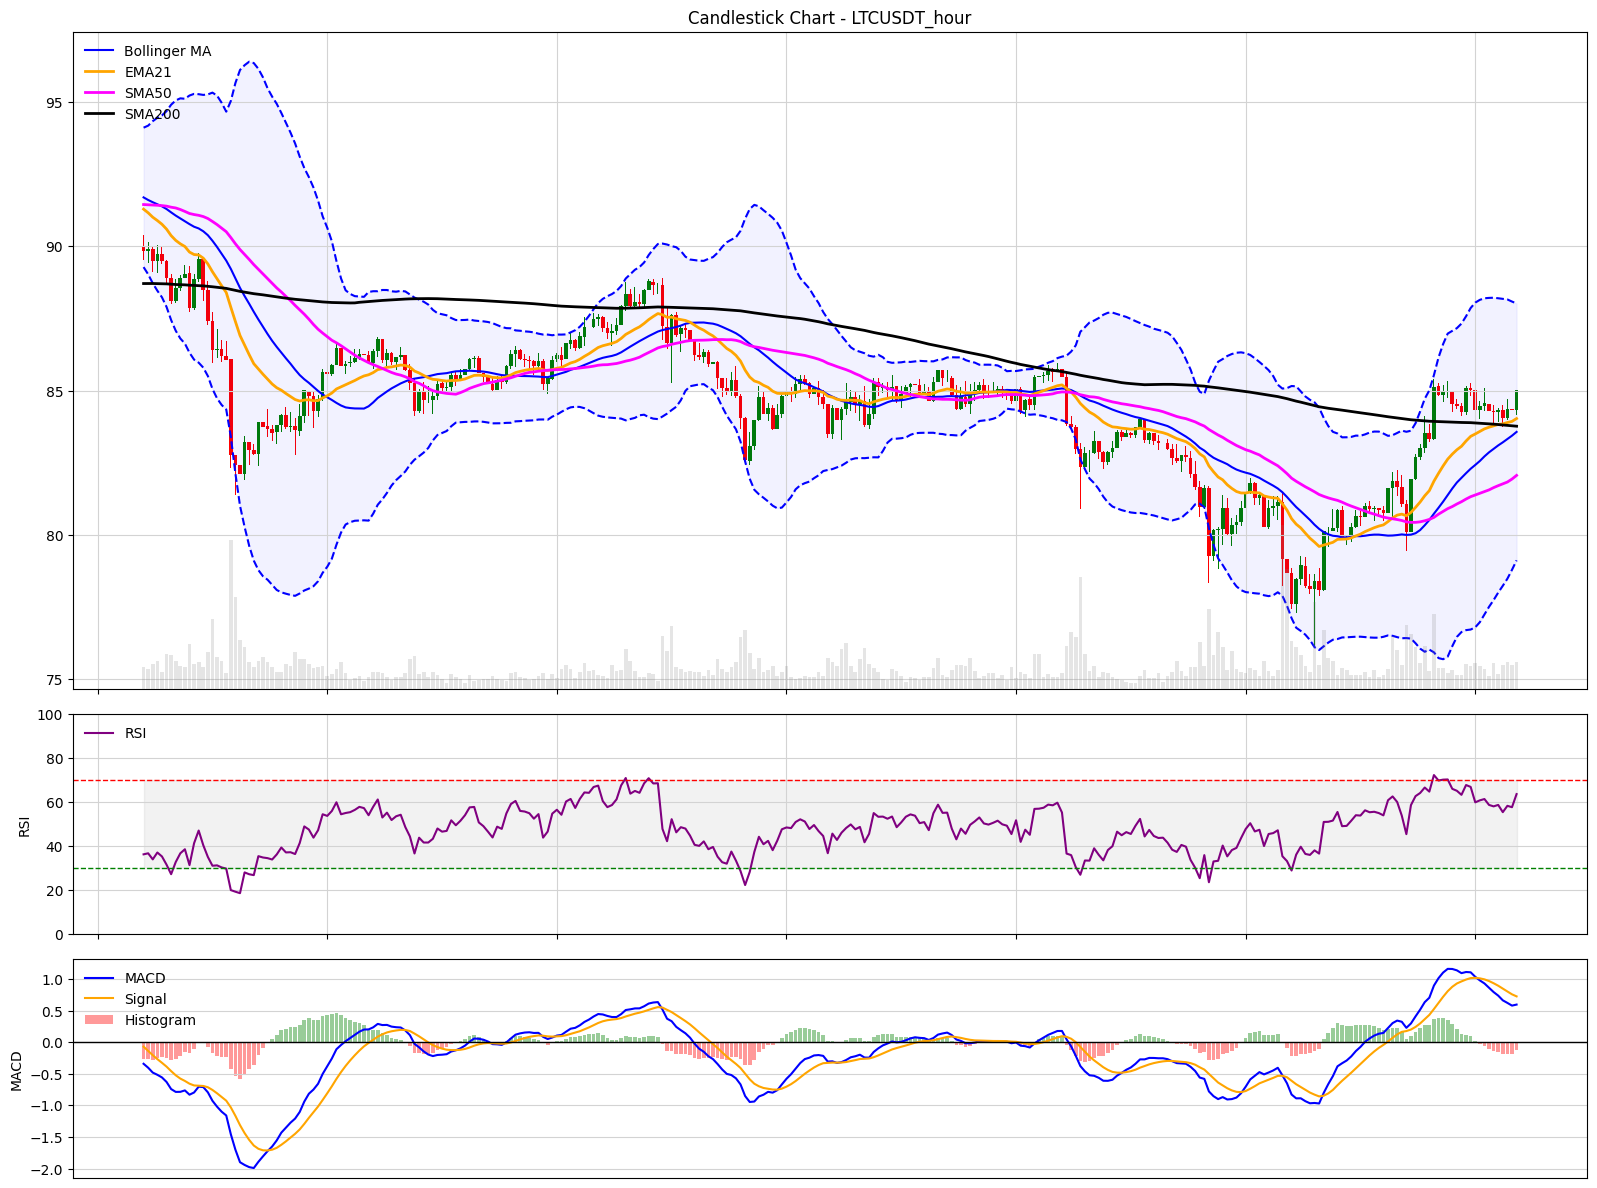 Candlestick Chart - LTCUSDT_hour
Bollinger MA
EMA21
SMA50
SMA200
95
90
85
80
75
RSI
100
80
60
40
20
0
RSI
MACD
Signal
Histogram
1.0
0.5
0.0
−0.5
−1.0
−1.5
−2.0
MACD